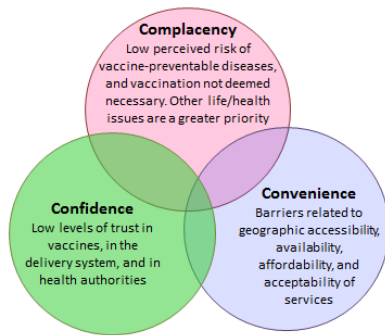 Complacency
Low perceived risk of
vaccine-preventable diseases,
and vaccination not deemed
necessary. Other life/health
issues are a greater priority
Confidence
Low levels of trust in
vaccines, in the
delivery system, and in
health authorities
Convenience
Barriers related to
geographic accessibility,
availability,
affordability, and
acceptability of
services